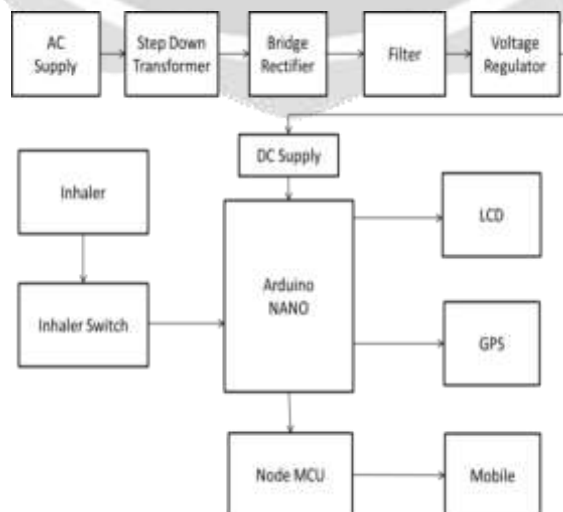 AC
Supply
Step Down
Transformer
Bridge
Rectifier
Filter
Voltage
Regulator
DC Supply
Inhaler
LCD
Arduino
NANO
Inhaler Switch
GPS
Node MCU
Mobile